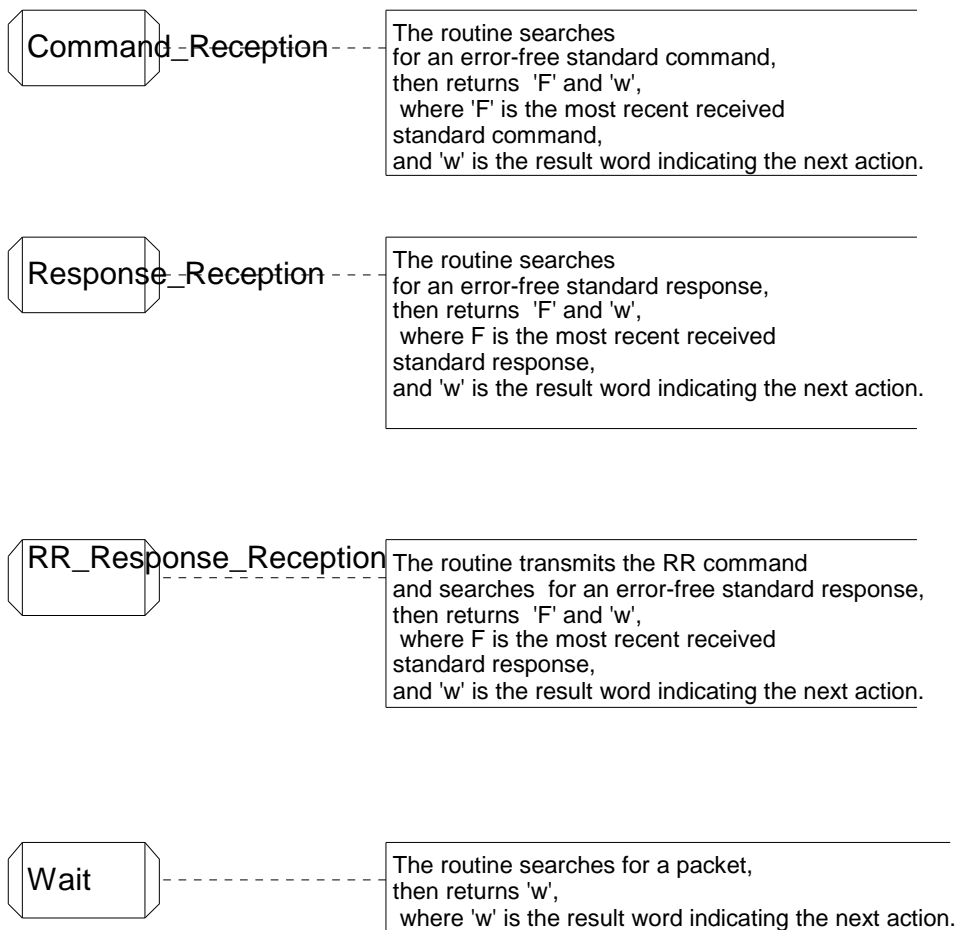 Command_Reception
The routine searches
for an error-free standard command,
then returns 'F' and 'w',
where 'F' is the most recent received
standard command,
and 'w' is the result word indicating the next action.
Response_Reception
The routine searches
for an error-free standard response,
then returns 'F' and 'w',
where F is the most recent received
standard response,
and 'w' is the result word indicating the next action.
RR_Response_Reception
The routine transmits the RR command
and searches for an error-free standard response,
then returns 'F' and 'w',
where F is the most recent received
standard response,
and 'w' is the result word indicating the next action.
Wait
The routine searches for a packet,
then returns 'w',
where 'w' is the result word indicating the next action.